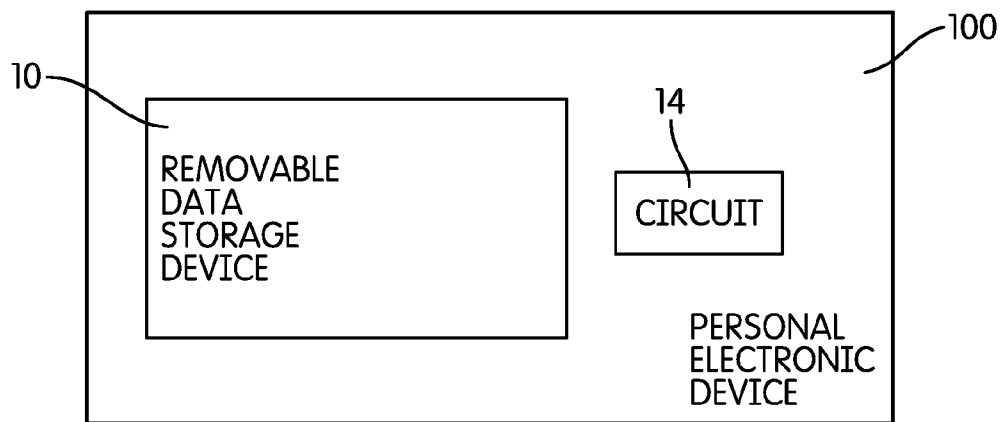 100
10
14
REMOVABLE
DATA
STORAGE
DEVICE
CIRCUIT
PERSONAL
ELECTRONIC
DEVICE